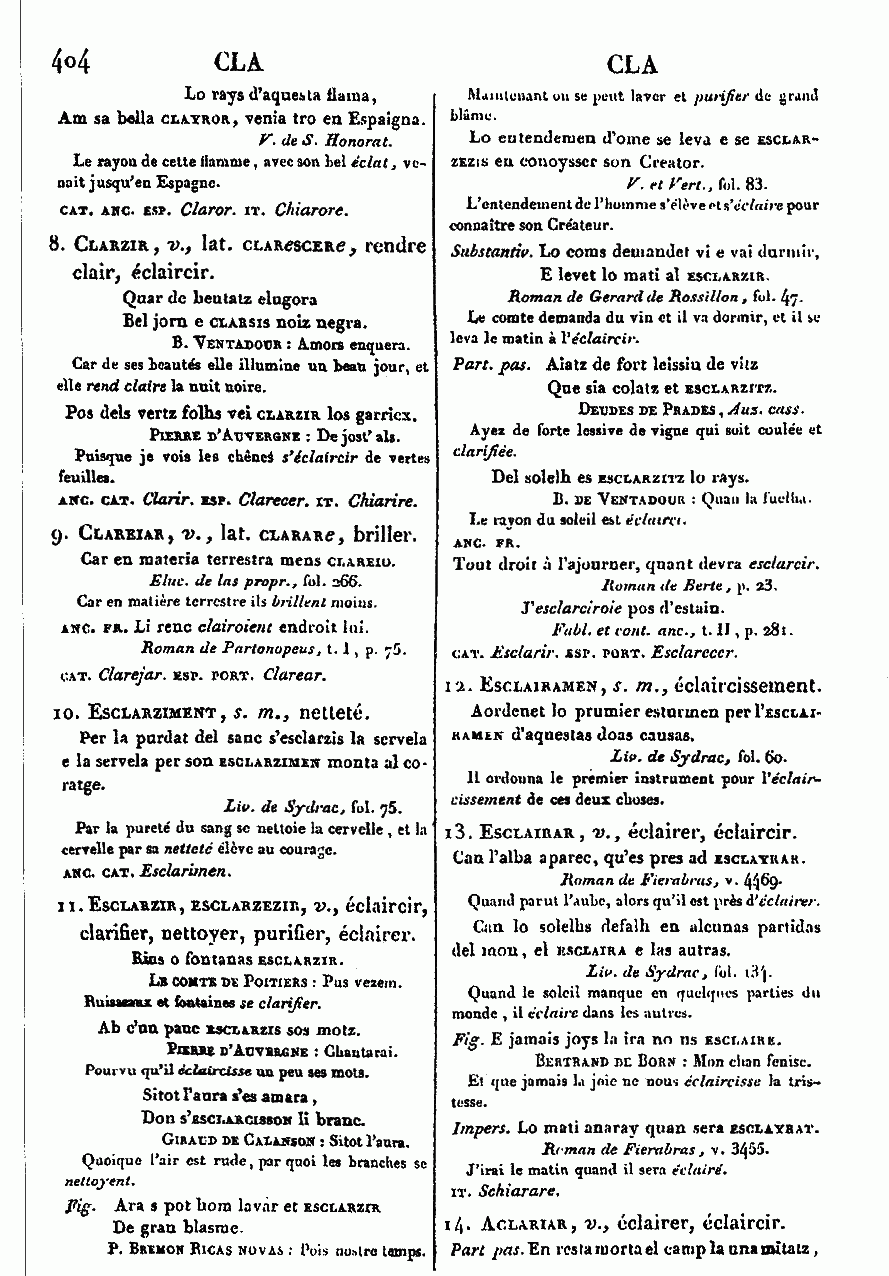 404 CLA CLA
Lo rays d'aquesta flama,
Am sa bella CLAYROR, venia tro en Espaigna.
V. de S. Honorat.
Le rayon de cette flamme, avec son bel éclat, ve-
nait jusqu'en Espagne.
CAT. ANC. ESP. Claror. IT. Chiarore.
8. CLARZIR, v., lat. CLAReSCERe, rendre
clair, éclaircir.
Quar de beutatz elugora
Bel jorn e CLARSIS noiz negra.
B. VENTADOUR : Amors enquera.
Car de ses beautés elle illumine un beau jour, et
elle rend claire la nuit noire.
Pos dels vertz folhs vei CLARZIR los garricx.
PIERRE D'AUVERGNE : De jost' als.
Puisque je vois les chênes s'éclaircir de vertes
feuilles.
ANC. CAT. Clarir. ESP. Clarecer. IT. Chiarire.
9. CLAREIAR, v., lat. CLARARe, briller.
Car en materia terrestra mens CLAREIO.
Eluc. de las propr., fol. 266.
Car en matière terrestre ils brillent moins.
ANC. FR. Li renc clairoient endroit lui.
Roman de Partonopeus, t. I, p. 75.
CAT. Clarejar. ESP. PORT. Clarear.
10. ESCLARZIMENT, s. m., netteté.
Per la purdat del sanc s'esclarzis la servela
e la servela per son ESCLARZIMEN monta al co-
ratge.
Liv. de Sydrac, fol. 75.
Par la pureté du sang se nettoie la cervelle, et la
cervelle par sa netteté élève au courage.
ANC. CAT. Esclarimen.
11. ESCLARZIR, ESCLARZEZIR, v., éclaircir,
clarifier, nettoyer, purifier, éclairer.
Rius o fontanas ESCLARZIR.
LE COMTE DE POITIERS : Pus vezem.
Ruisseaux et fontaines se clarifier.
Ab c'un pauc ESCLARZIS sos motz.
PIERRE D'AUVERGNE : Chantarai.
Pourvu qu'il éclaircisse un peu ses mots.
Sitot l'aura s'es amara,
Don s'ESCLARCISSON li branc.
GIRAUD DE CALANSON : Sitot l'aura.
Quoique l'air est rude, par quoi les branches se
nettoyent.
Fig. Ara s pot hom lavar et ESCLARZIR
De gran blasme.
P. BREMON RICAS NOVAS : Pois nostre temps.
Maintenant on se peut laver et purifier de grand
blâme.
Lo entendemen d'ome se leva e se ESCLAR-
ZEZIS en conoysser son Creator.
V. et Vert., fol. 83.
L'entendement de l'homme s'élève et s'éclaire pour
connaître son Créateur.
Substantiv. Lo coms demandet vi e vai durmir,
E levet lo mati al ESCLARZIR.
Roman de Gerard de Rossillon, fol. 47.
Le comte demanda du vin et il va dormir, et il se
leva le matin à l'éclaircir.
Part. pas. Aiatz de fort leissiu de vitz
Que sia colatz et ESCLARZITZ.
DEUDES DE PRADES, Auz. cass.
Ayez de forte lessive de vigne qui soit coulée et
clarifiée.
Del solelh es ESCLARZITZ lo rays.
B. DE VENTADOUR : Quan la fuelha.
Le rayon du soleil est éclairci.
ANC. FR.
Tout droit à l'ajourner, quant devra esclarcir.
Roman de Berte, p. 23.
J'esclarciroie pos d'estain.
Fabl. et cont. anc., t. II, p. 281.
CAT. Esclarir. ESP. PORT. Esclarecer.
12. ESCLAIRAMEN, s. m., éclaircissement.
Aordenet lo prumier esturmen per l'ESCLAI-
RAMEN d'aquestas doas causas.
Liv. de Sydrac, fol. 60.
Il ordonna le prémier instrument pour l'éclair-
cissement de ces deux choses.
13. ESCLAIRAR, v., éclairer, éclaircir.
Can l'alba aparec, qu'es pres ad ESCLAYRAR.
Roman de Fierabras, v. 4469.
Quand parut l'aube, alors qu'il est près d'éclairer.
Can lo solelhs defalh en alcunas partidas
del mon, el ESCLAIRA e las autras.
Liv. de Sydrac, fol. 134.
Quand le soleil manque en quelques parties du
monde, il éclaire dans les autres.
Fig. E jamais joys la ira no ns ESCLAIRE.
BERTRAND DE BORN : Mon chan fenisc.
Et que jamais la joie ne nous éclaircisse la tris-
tesse.
Impers. Lo mati anaray quan sera ESCLAYRAT.
Roman de Fierabras, v. 3455.
J'irai le matin quand il sera éclairé.
IT. Schiarare.
14. ACLARIAR, v., éclairer, éclaircir.
Part pas. En resta morta el camp la una mitatz,